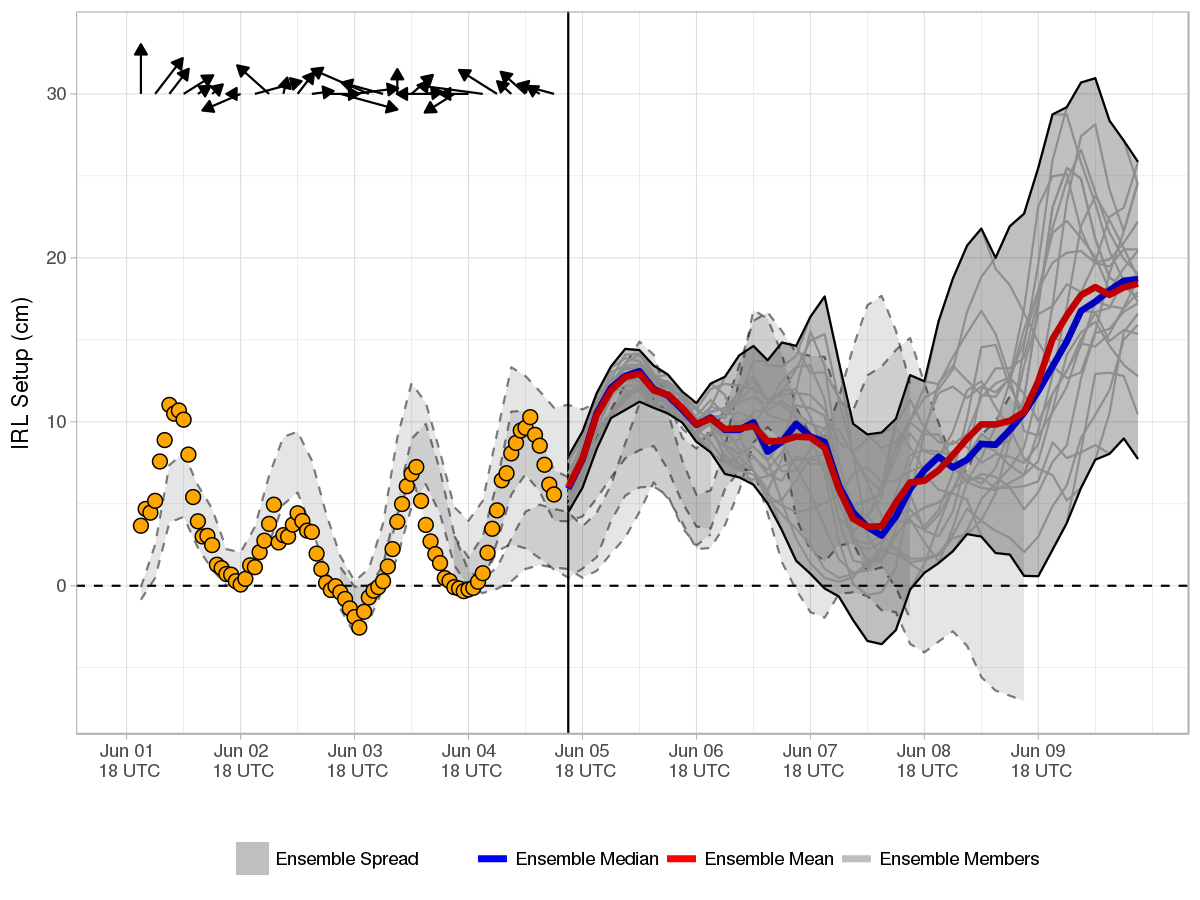 IRL Setup (cm)
30
20
10
0
Jun 01 Jun 02 Jun 03 Jun 04 Jun 05 Jun 06 Jun 07 Jun 08 Jun 09
18 UTC 18 UTC 18 UTC 18 UTC 18 UTC 18 UTC 18 UTC 18 UTC 18 UTC
Ensemble Spread Ensemble Median Ensemble Mean Ensemble Members